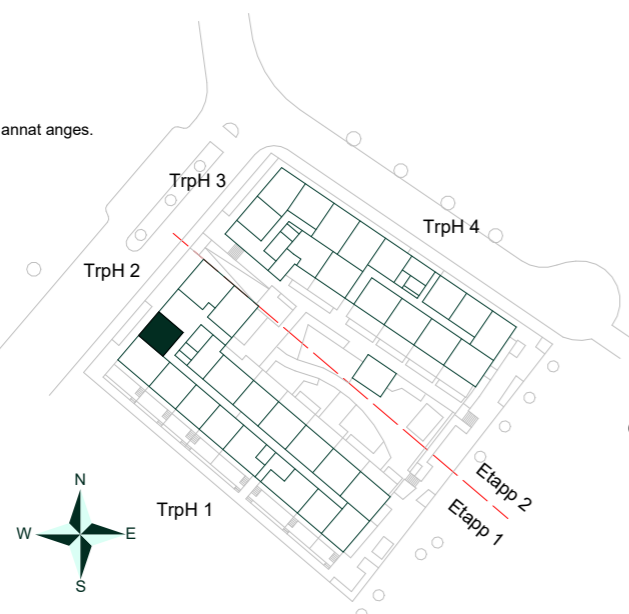 annat anges.
TrpH 3
TrpH 4
TrpH 2
Etapp 2
Etapp 1
TrpH 1
N
W
E
S